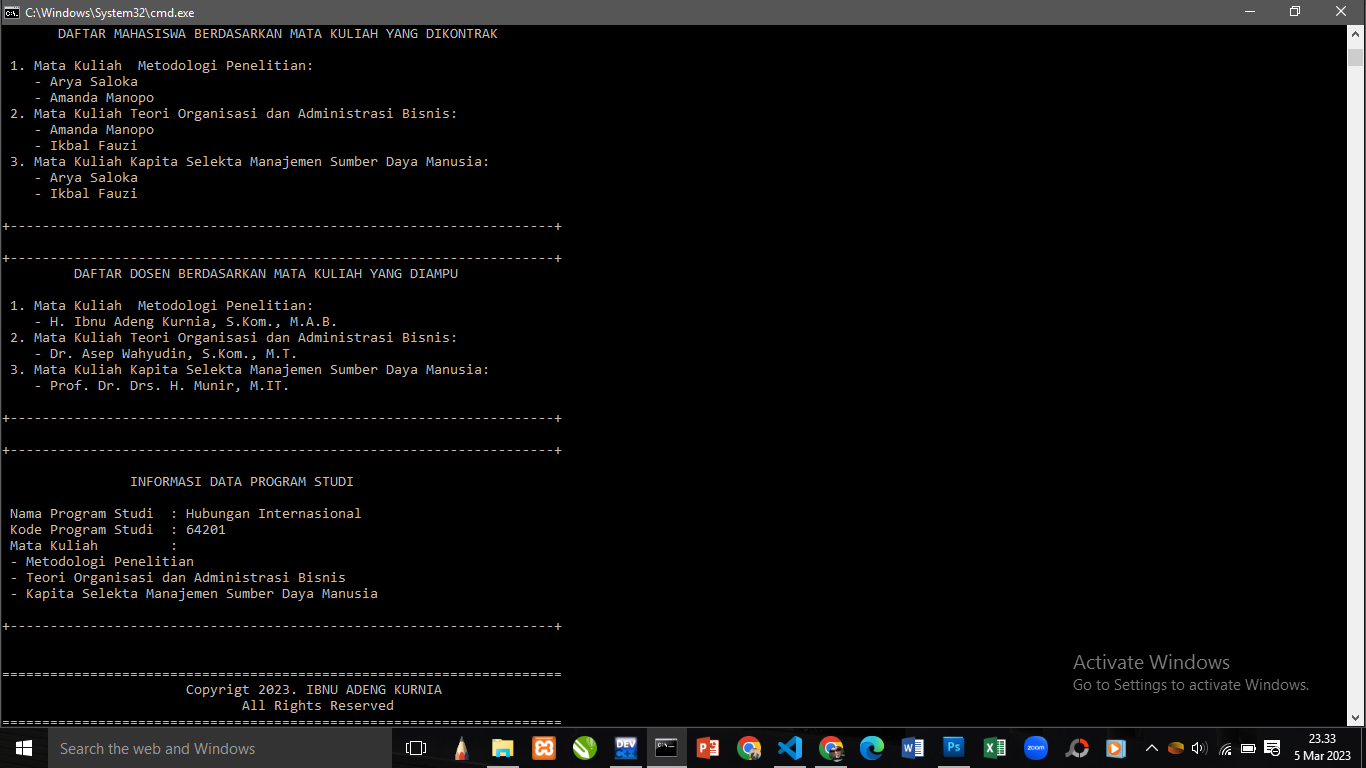 C:\Windows\System32\cmd.exe
DAFTAR MAHASISWA BERDASARKAN MATA KULIAH YANG DIKONTRAK
1. Mata Kuliah  Metodologi Penelitian:
- Arya Saloka
- Amanda Manopo
2. Mata Kuliah Teori Organisasi dan Administrasi Bisnis:
- Amanda Manopo
- Ikbal Fauzi
3. Mata Kuliah Kapita Selekta Manajemen Sumber Daya Manusia:
- Arya Saloka
- Ikbal Fauzi
+--------------------------------------------------------------------+
+--------------------------------------------------------------------+
DAFTAR DOSEN BERDASARKAN MATA KULIAH YANG DIAMPU
1. Mata Kuliah  Metodologi Penelitian:
- H. Ibnu Adeng Kurnia, S.Kom., M.A.B.
2. Mata Kuliah Teori Organisasi dan Administrasi Bisnis:
- Dr. Asep Wahyudin, S.Kom., M.T.
3. Mata Kuliah Kapita Selekta Manajemen Sumber Daya Manusia:
- Prof. Dr. Drs. H. Munir, M.IT.
+--------------------------------------------------------------------+
+--------------------------------------------------------------------+
INFORMASI DATA PROGRAM STUDI
Nama Program Studi  : Hubungan Internasional
Kode Program Studi  : 64201
Mata Kuliah         :
- Metodologi Penelitian
- Teori Organisasi dan Administrasi Bisnis
- Kapita Selekta Manajemen Sumber Daya Manusia
+--------------------------------------------------------------------+
======================================================================
Copyrigt 2023. IBNU ADENG KURNIA
All Rights Reserved
======================================================================
Activate Windows
Go to Settings to activate Windows.
Search the web and Windows
DEV
zoom
Ps
23.33
5 Mar 2023